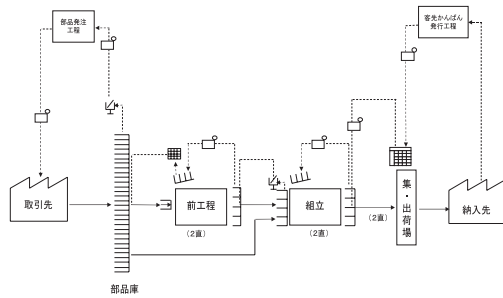 部品発注
工程
客先かんばん
発行工程
取引先
前工程
(2直)
組立
(2直)
(2直)
集・出荷場
納入先
部品庫